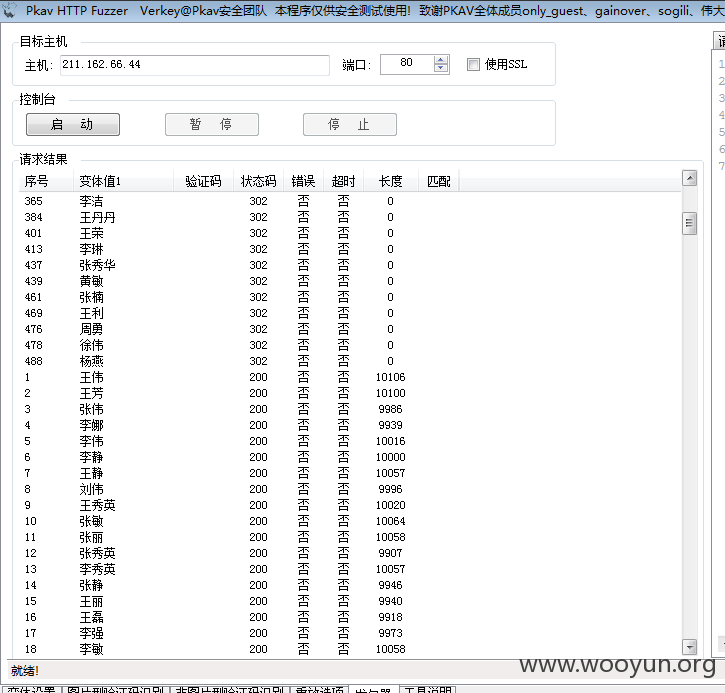 Pkav HTTP Fuzzer Verkey@Pkav安全团队 本程序仅供安全测试使用! 致谢PKAV全体成员only_guest、gainover、sogili、伟大
目标主机
主机: 211.162.66.44 端口: 80 使用SSL
控制台
启 动 暂 停 停 止
请求结果
序号 变体值1 验证码 状态码 错误 超时 长度 匹配
365 李洁 302 否 否 0
384 王丹丹 302 否 否 0
401 王荣 302 否 否 0
413 李琳 302 否 否 0
437 张秀华 302 否 否 0
439 黄敏 302 否 否 0
461 张楠 302 否 否 0
469 王利 302 否 否 0
476 周勇 302 否 否 0
478 徐伟 302 否 否 0
488 杨燕 302 否 否 0
1 王伟 200 否 否 10106
2 王芳 200 否 否 10100
3 张伟 200 否 否 9986
4 李娜 200 否 否 9939
5 李伟 200 否 否 10016
6 李静 200 否 否 10000
7 王静 200 否 否 10057
8 刘伟 200 否 否 9996
9 王秀英 200 否 否 10020
10 张敏 200 否 否 10064
11 张丽 200 否 否 10058
12 张秀英 200 否 否 9907
13 李秀英 200 否 否 10057
14 张静 200 否 否 9946
15 王丽 200 否 否 9940
16 王磊 200 否 否 9918
17 李强 200 否 否 9973
18 李敏 200 否 否 10058
1
2
3
4
5
6
7
就绪!
www.wooyun.org
变体设置 图片型验证码识别 非图片型验证码识别 重放选项 发包器 工具说明